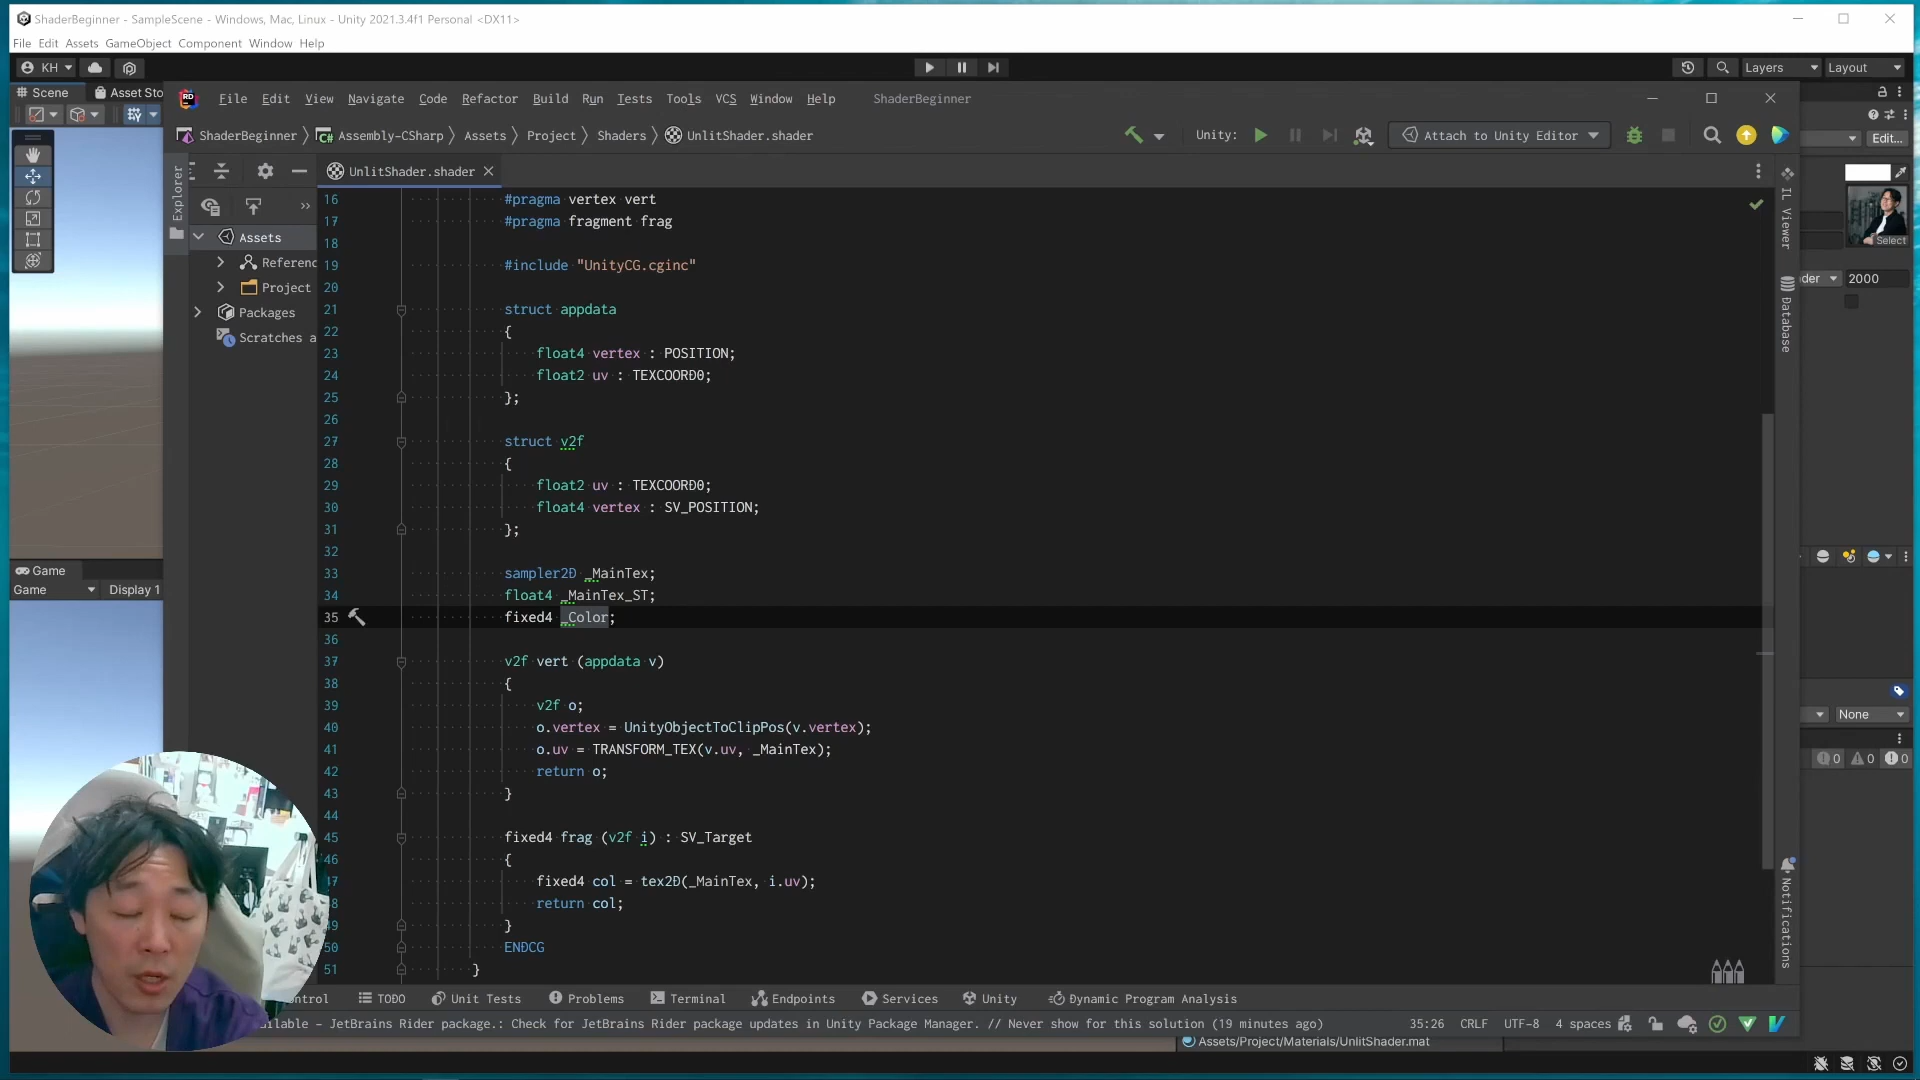 ShaderBeginner - SampleScene - Windows, Mac, Linux - Unity 2021.3.4f1 Personal <DX11>
File Edit Assets GameObject Component Window Help
KH
Layers
Layout
Scene
Asset Sto
File Edit View Navigate Code Refactor Build Run Tests Tools VCS Window Help ShaderBeginner
ShaderBeginner Assembly-CSharp Assets Project Shaders UnlitShader.shader
Unity:
Attach to Unity Editor
Edit...
Explorer
UnlitShader.shader
IL Viewer
Select
Assets
Referenc
Project
Packages
Scratches a
der
2000
Database
16 #pragma vertex vert
17 #pragma fragment frag
18
19 #include "UnityCG.cginc"
20
21 struct appdata
22 {
23 float4 vertex : POSITION;
24 float2 uv : TEXCOORD0;
25 };
26
27 struct v2f
28 {
29 float2 uv : TEXCOORD0;
30 float4 vertex : SV_POSITION;
31 };
32
33 sampler2D _MainTex;
34 float4 _MainTex_ST;
35 fixed4 _Color;
36
37 v2f vert (appdata v)
38 {
39 v2f o;
40 o.vertex = UnityObjectToClipPos(v.vertex);
41 o.uv = TRANSFORM_TEX(v.uv, _MainTex);
42 return o;
43 }
44
45 fixed4 frag (v2f i) : SV_Target
46 {
47 fixed4 col = tex2D(_MainTex, i.uv);
8 return col;
9 }
50 ENDCG
51 }
Game
Game
Display 1
None
0 0 0
Notifications
ontrol TODO Unit Tests Problems Terminal Endpoints Services Unity Dynamic Program Analysis
ailable - JetBrains Rider package.: Check for JetBrains Rider package updates in Unity Package Manager. // Never show for this solution (19 minutes ago)
35:26 CRLF UTF-8 4 spaces
Assets/Project/Materials/UnlitShader.mat